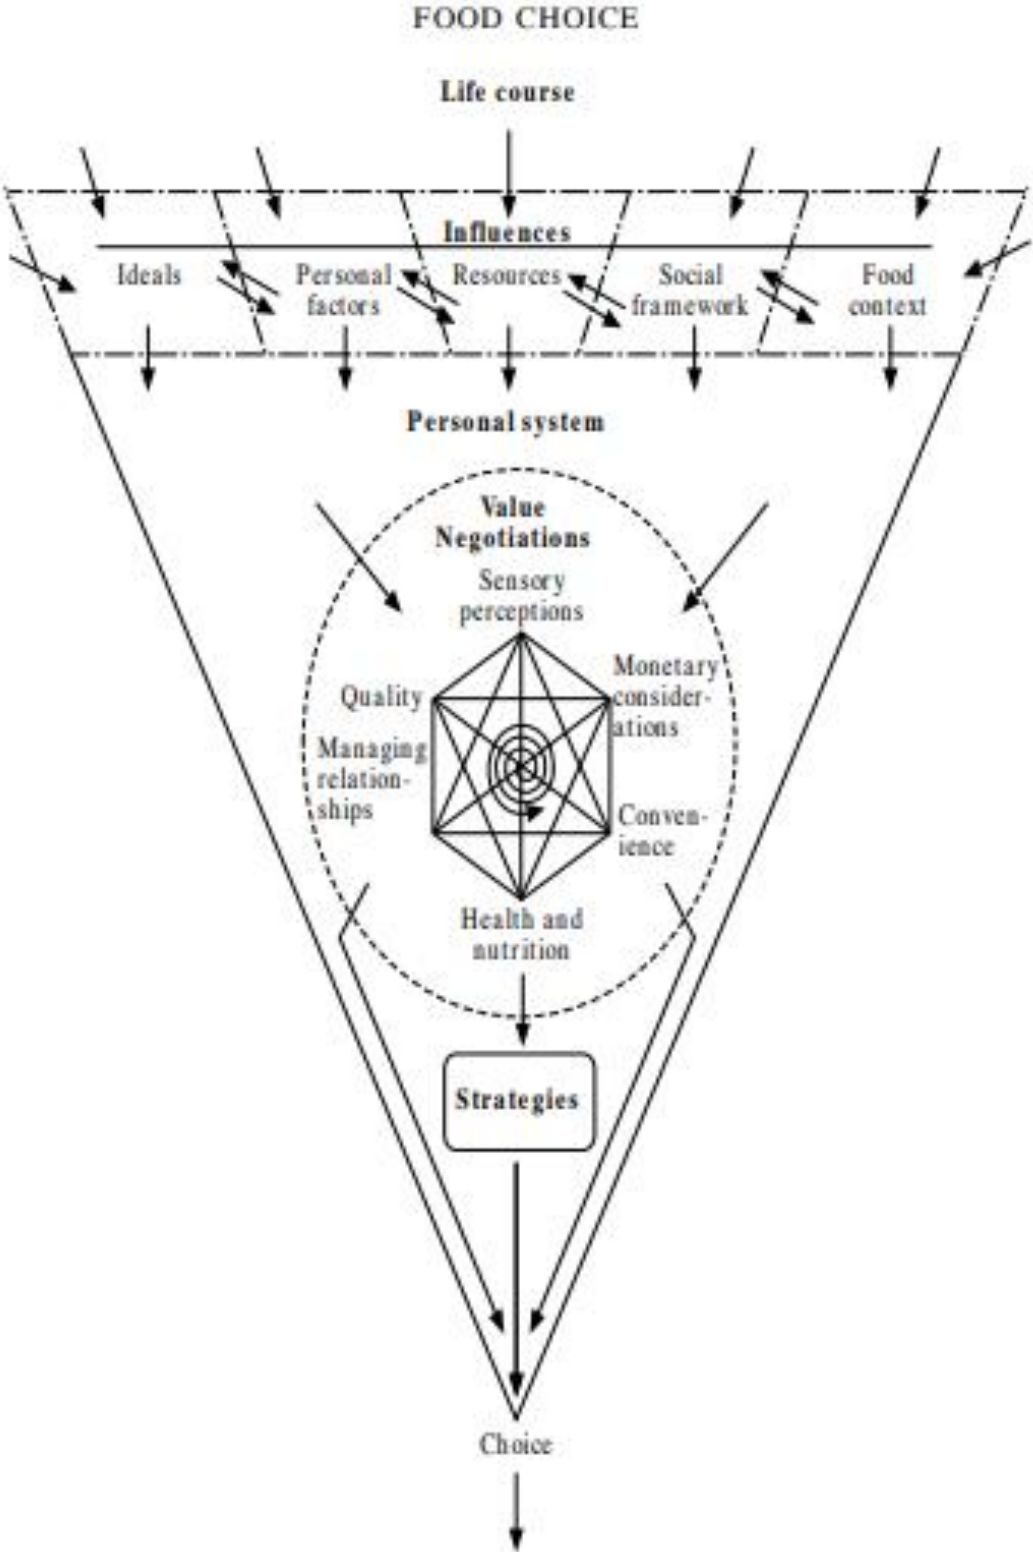 FOOD CHOICE
Life course
Influences
Ideals
Personal
factors
Resources
Social
framework
Food
context
Personal system
Value
Negotiations
Sensory
perceptions
Quality
Monetary
consider-
ations
Managing
relation-
ships
Conven-
ience
Health and
nutrition
Strategies
Choice